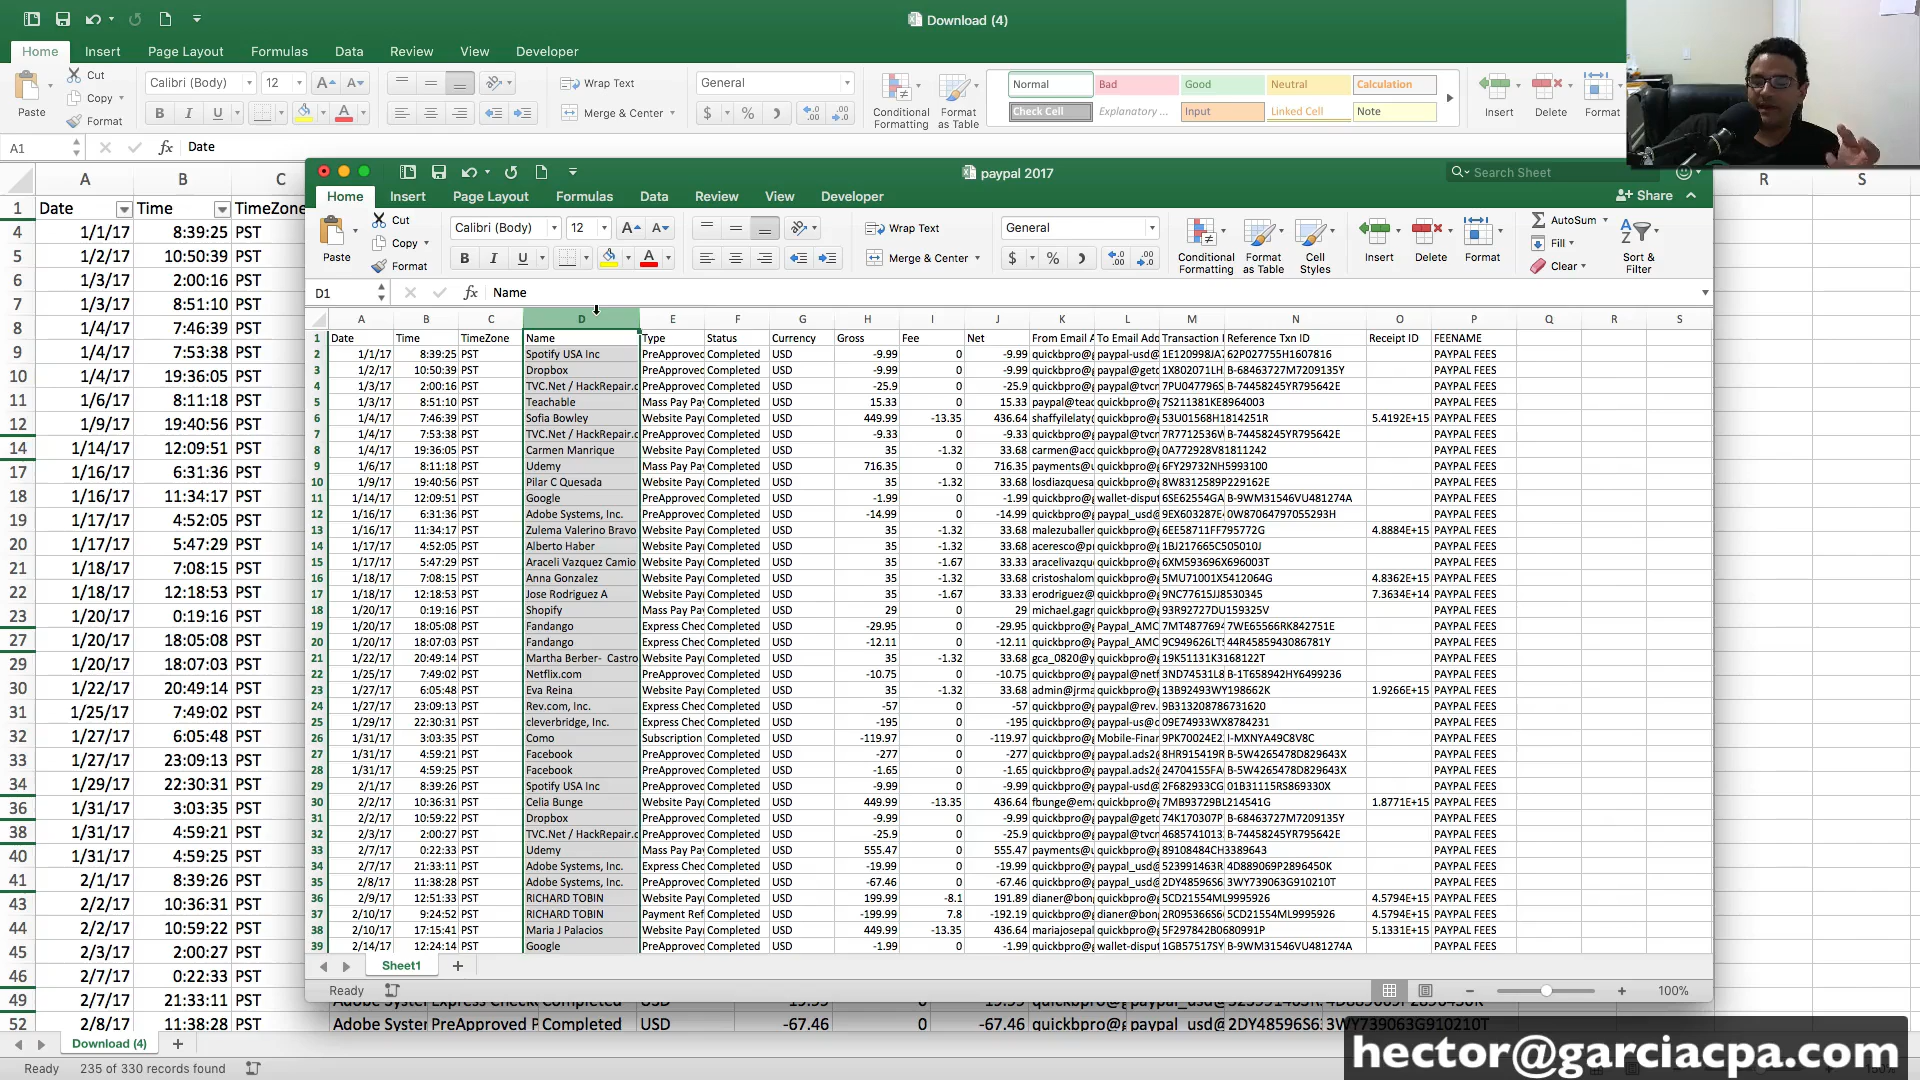 Download (4)
Home Insert Page Layout Formulas Data Review View Developer
Cut
Copy
Format
Paste
Calibri (Body) 12
Wrap Text
Merge & Center
General
Conditional Formatting
Format as Table
Normal Bad Good Neutral Calculation
Check Cell Explanatory ... Input Linked Cell Note
Insert Delete Format
A1 fx Date
A B C R S
1 Date Time TimeZone
4 1/1/17 8:39:25 PST
5 1/2/17 10:50:39 PST
6 1/3/17 2:00:16 PST
7 1/3/17 8:51:10 PST
8 1/4/17 7:46:39 PST
9 1/4/17 7:53:38 PST
10 1/4/17 19:36:05 PST
11 1/6/17 8:11:18 PST
12 1/9/17 19:40:56 PST
14 1/14/17 12:09:51 PST
17 1/16/17 6:31:36 PST
18 1/16/17 11:34:17 PST
19 1/17/17 4:52:05 PST
20 1/17/17 5:47:29 PST
21 1/18/17 7:08:15 PST
22 1/18/17 12:18:53 PST
23 1/20/17 0:19:16 PST
27 1/20/17 18:05:08 PST
29 1/20/17 18:07:03 PST
30 1/22/17 20:49:14 PST
31 1/25/17 7:49:02 PST
32 1/27/17 6:05:48 PST
33 1/27/17 23:09:13 PST
34 1/29/17 22:30:31 PST
36 1/31/17 3:03:35 PST
38 1/31/17 4:59:21 PST
40 1/31/17 4:59:25 PST
41 2/1/17 8:39:26 PST
43 2/2/17 10:36:31 PST
44 2/2/17 10:59:22 PST
45 2/3/17 2:00:27 PST
46 2/7/17 0:22:33 PST
49 2/7/17 21:33:11 PST
52 2/8/17 11:38:28 PST Adobe Syster PreApproved P Completed USD -67.46 0 -67.46 quickbpro@g paypal_usd@ 2DY48596S6 3WY739063G910210T
Download (4)
Ready 235 of 330 records found
paypal 2017
Search Sheet
Home Insert Page Layout Formulas Data Review View Developer
Share
Cut
Copy
Format
Paste
Calibri (Body) 12
Wrap Text
Merge & Center
General
Conditional Formatting
Format as Table
Cell Styles
Insert Delete Format
AutoSum
Fill
Clear
Sort & Filter
D1 fx Name
A B C D E F G H I J K L M N O P Q R S
1 Date Time TimeZone Name Type Status Currency Gross Fee Net From Email A To Email Add Transaction I Reference Txn ID Receipt ID FEENAME
2 1/1/17 8:39:25 PST Spotify USA Inc PreApproved Completed USD -9.99 0 -9.99 quickbpro@g paypal-usd@ 1E120998JA7 62P027755H1607816 PAYPAL FEES
3 1/2/17 10:50:39 PST Dropbox PreApproved Completed USD -9.99 0 -9.99 quickbpro@g paypal@getd 1X802071LH B-68463727M7209135Y PAYPAL FEES
4 1/3/17 2:00:16 PST TVC.Net / HackRepair.c PreApproved Completed USD -25.9 0 -25.9 quickbpro@g paypal@tvcn 7PU047796S B-74458245YR795642E PAYPAL FEES
5 1/3/17 8:51:10 PST Teachable Mass Pay Pay Completed USD 15.33 0 15.33 paypal@teac quickbpro@g 7S211381KE8964003 PAYPAL FEES
6 1/4/17 7:46:39 PST Sofia Bowley Website Pay Completed USD 449.99 -13.35 436.64 shaffyilelaty quickbpro@g 53U01568H1814251R 5.4192E+15 PAYPAL FEES
7 1/4/17 7:53:38 PST TVC.Net / HackRepair.c PreApproved Completed USD -9.33 0 -9.33 quickbpro@g paypal@tvcn 7R7712536W B-74458245YR795642E PAYPAL FEES
8 1/4/17 19:36:05 PST Carmen Manrique Website Pay Completed USD 35 -1.32 33.68 carmen@acc quickbpro@g 0A772928V81811242 PAYPAL FEES
9 1/6/17 8:11:18 PST Udemy Mass Pay Pay Completed USD 716.35 0 716.35 payments@u quickbpro@g 6FY29732NH5993100 PAYPAL FEES
10 1/9/17 19:40:56 PST Pilar C Quesada Website Pay Completed USD 35 -1.32 33.68 losdiazquesa quickbpro@g 8W8312589P229162E PAYPAL FEES
11 1/14/17 12:09:51 PST Google PreApproved Completed USD -1.99 0 -1.99 quickbpro@g wallet-disput 6SE62554GA B-9WM31546VU481274A PAYPAL FEES
12 1/16/17 6:31:36 PST Adobe Systems, Inc. PreApproved Completed USD -14.99 0 -14.99 quickbpro@g paypal_usd@ 9EX603287E 0W87064797055293H PAYPAL FEES
13 1/16/17 11:34:17 PST Zulema Valerino Bravo Website Pay Completed USD 35 -1.32 33.68 malezuballer quickbpro@g 6EE58711FF795772G 4.8884E+15 PAYPAL FEES
14 1/17/17 4:52:05 PST Alberto Haber Website Pay Completed USD 35 -1.32 33.68 aceresco@p quickbpro@g 1BJ217665C505010J PAYPAL FEES
15 1/17/17 5:47:29 PST Araceli Vazquez Camio Website Pay Completed USD 35 -1.67 33.33 aracelivazqu quickbpro@g 6XM593696X696003T PAYPAL FEES
16 1/18/17 7:08:15 PST Anna Gonzalez Website Pay Completed USD 35 -1.32 33.68 cristoshalom quickbpro@g 5MU71001X5412064G 4.8362E+15 PAYPAL FEES
17 1/18/17 12:18:53 PST Jose Rodriguez A Website Pay Completed USD 35 -1.67 33.33 erodriguez@ quickbpro@g 9NC77615JJ8530345 7.3634E+14 PAYPAL FEES
18 1/20/17 0:19:16 PST Shopify Mass Pay Pay Completed USD 29 0 29 michael.gagr quickbpro@g 93R92727DU159325V PAYPAL FEES
19 1/20/17 18:05:08 PST Fandango Express Chec Completed USD -29.95 0 -29.95 quickbpro@g Paypal_AMC 7MT4877694 7WE65566RK842751E PAYPAL FEES
20 1/20/17 18:07:03 PST Fandango Express Chec Completed USD -12.11 0 -12.11 quickbpro@g Paypal_AMC 9C949626LT5 44R4585943086781Y PAYPAL FEES
21 1/22/17 20:49:14 PST Martha Berber- Castro Website Pay Completed USD 35 -1.32 33.68 gca_0820@y quickbpro@g 19K51131K3168122T PAYPAL FEES
22 1/25/17 7:49:02 PST Netflix.com PreApproved Completed USD -10.75 0 -10.75 quickbpro@g paypal@netf 3ND74531L8 B-1T658942HY6499236 PAYPAL FEES
23 1/27/17 6:05:48 PST Eva Reina Website Pay Completed USD 35 -1.32 33.68 admin@jrma quickbpro@g 13B92493WY198662K 1.9266E+15 PAYPAL FEES
24 1/27/17 23:09:13 PST Rev.com, Inc. Express Chec Completed USD -57 0 -57 quickbpro@g paypal@rev. 9B313208786731620 PAYPAL FEES
25 1/29/17 22:30:31 PST cleverbridge, Inc. Express Chec Completed USD -195 0 -195 quickbpro@g paypal-us@c 09E74933WX8784231 PAYPAL FEES
26 1/31/17 3:03:35 PST Como Subscription Completed USD -119.97 0 -119.97 quickbpro@g Mobile-Finan 9PK70024E2 I-MXNYA49C8V8C PAYPAL FEES
27 1/31/17 4:59:21 PST Facebook PreApproved Completed USD -277 0 -277 quickbpro@g paypal.ads2@ 8HR915419R B-5W4265478D829643X PAYPAL FEES
28 1/31/17 4:59:25 PST Facebook PreApproved Completed USD -1.65 0 -1.65 quickbpro@g paypal.ads2@ 24704155FA B-5W4265478D829643X PAYPAL FEES
29 2/1/17 8:39:26 PST Spotify USA Inc PreApproved Completed USD -9.99 0 -9.99 quickbpro@g paypal-usd@ 2F682933CG 01B31115RS869330X PAYPAL FEES
30 2/2/17 10:36:31 PST Celia Bunge Website Pay Completed USD 449.99 -13.35 436.64 fbunge@ema quickbpro@g 7MB93729BL214541G 1.8771E+15 PAYPAL FEES
31 2/2/17 10:59:22 PST Dropbox PreApproved Completed USD -9.99 0 -9.99 quickbpro@g paypal@getd 74K170307P B-68463727M7209135Y PAYPAL FEES
32 2/3/17 2:00:27 PST TVC.Net / HackRepair.c PreApproved Completed USD -25.9 0 -25.9 quickbpro@g paypal@tvcn 4685741013 B-74458245YR795642E PAYPAL FEES
33 2/7/17 0:22:33 PST Udemy Mass Pay Pay Completed USD 555.47 0 555.47 payments@u quickbpro@g 89108484CH3389643 PAYPAL FEES
34 2/7/17 21:33:11 PST Adobe Systems, Inc. Express Chec Completed USD -19.99 0 -19.99 quickbpro@g paypal_usd@ 523991463R 4D889069P2896450K PAYPAL FEES
35 2/8/17 11:38:28 PST Adobe Systems, Inc. PreApproved Completed USD -67.46 0 -67.46 quickbpro@g paypal_usd@ 2DY48596S6 3WY739063G910210T PAYPAL FEES
36 2/9/17 12:51:33 PST RICHARD TOBIN Website Pay Completed USD 199.99 -8.1 191.89 dianer@bon quickbpro@g 5CD21554ML9995926 4.5794E+15 PAYPAL FEES
37 2/10/17 9:24:52 PST RICHARD TOBIN Payment Ref Completed USD -199.99 7.8 -192.19 quickbpro@g dianer@bon 2R095366S6 5CD21554ML9995926 4.5794E+15 PAYPAL FEES
38 2/10/17 17:15:41 PST Maria J Palacios Website Pay Completed USD 449.99 -13.35 436.64 mariajosepal quickbpro@g 5F297842B0680991P 5.1331E+15 PAYPAL FEES
39 2/14/17 12:24:14 PST Google PreApproved Completed USD -1.99 0 -1.99 quickbpro@g wallet-disput 1GB57517SY B-9WM31546VU481274A PAYPAL FEES
Sheet1
Ready 100%
hector@garciacpa.com